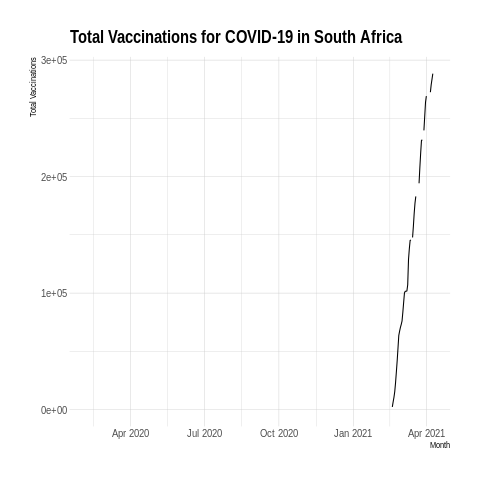 Total Vaccinations for COVID-19 in South Africa
Total Vaccinations
3e+05
2e+05
1e+05
0e+00
Apr 2020 Jul 2020 Oct 2020 Jan 2021 Apr 2021
Month